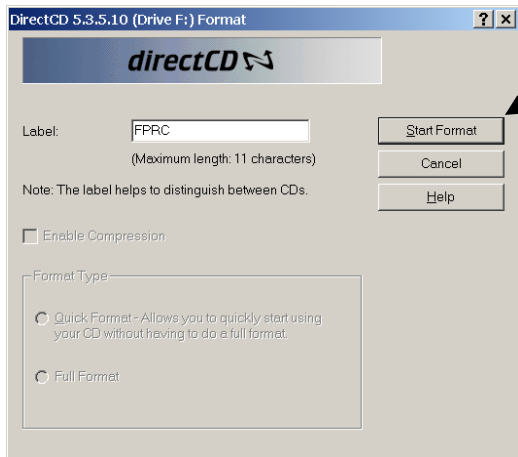 DirectCD 5.3.5.10 (Drive F:) Format
directCD
Label:
FPRC
Start Format
(Maximum length: 11 characters)
Cancel
Note: The label helps to distinguish between CDs.
Help
Enable Compression
Format Type
Quick Format - Allows you to quickly start using
your CD without having to do a full format.
Full Format